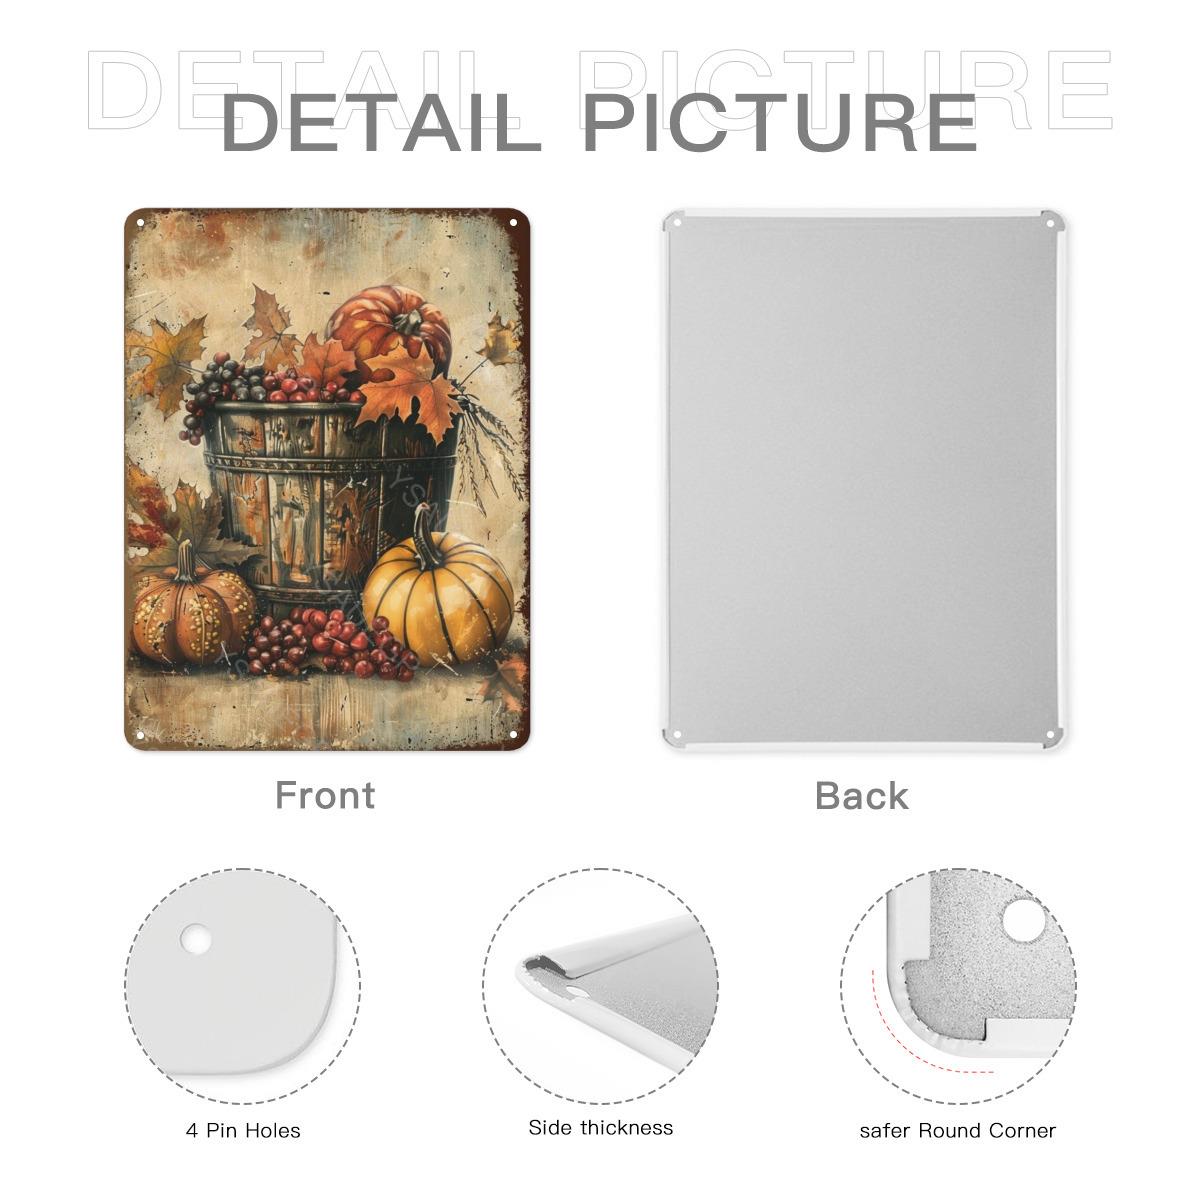 DETAIL PICTURE
DETAIL PICTURE
Front
Back
4 Pin Holes
Side thickness
safer Round Corner